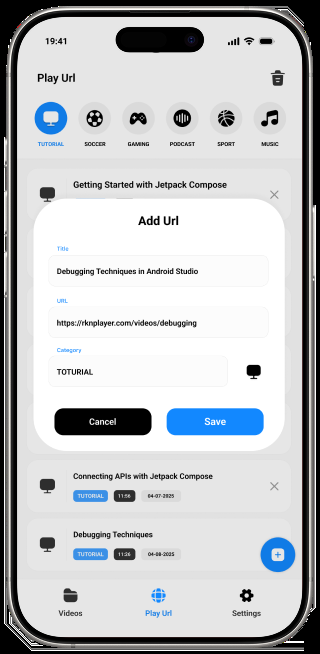 19:41
Play Url
TUTORIAL SOCCER GAMING PODCAST SPORT MUSIC
Getting Started with Jetpack Compose
Add Url
Title
Debugging Techniques in Android Studio
URL
https://rknplayer.com/videos/debugging
Category
TOTURIAL
Cancel Save
Connecting APIs with Jetpack Compose
TUTORIAL 11:56 04-07-2025
Debugging Techniques
TUTORIAL 11:26 04-08-2025
Videos Play Url Settings